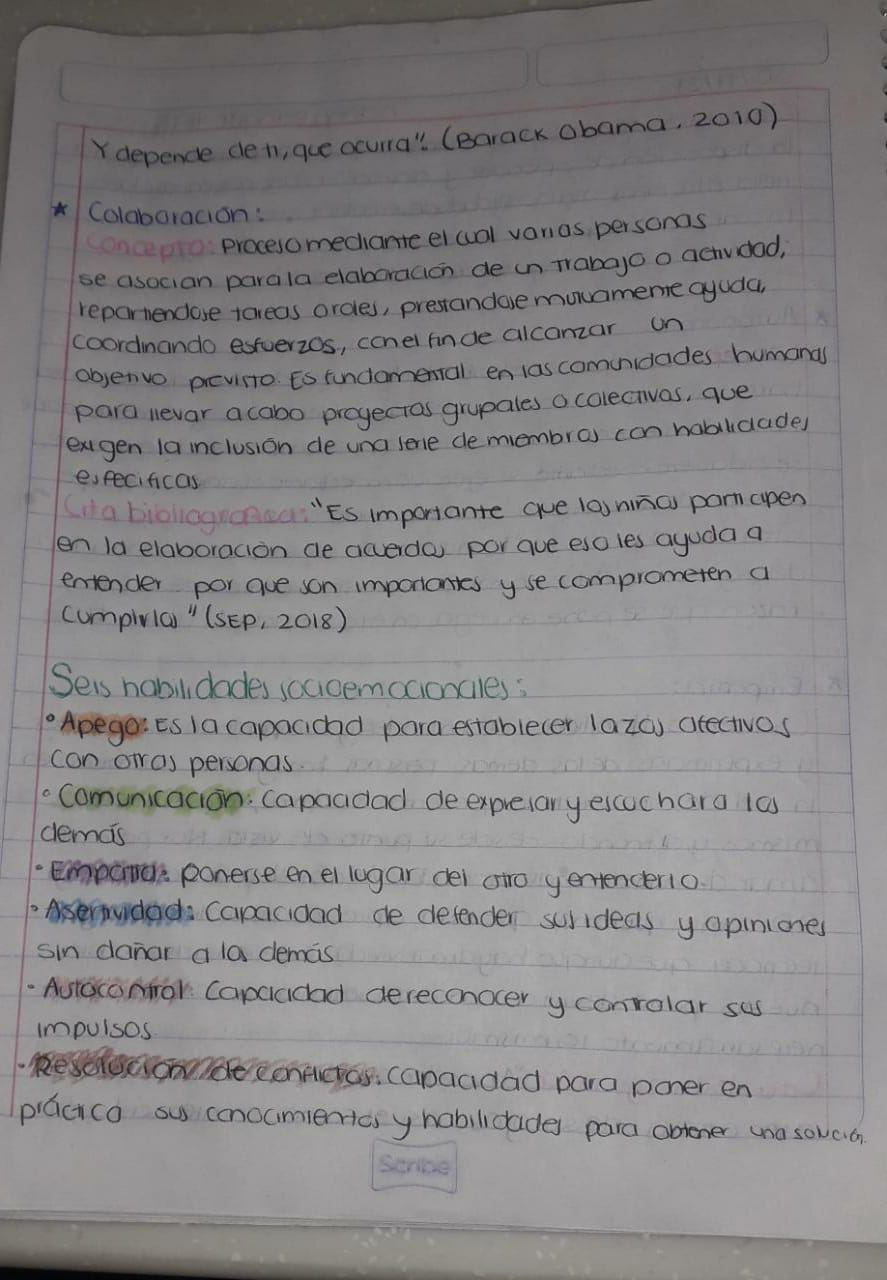 Y depende de ti, que ocurra". (Barack Obama, 2010)
* Colaboración:
Concepto: Proceso mediante el cual varias personas
se asocian para la elaboración de un trabajo o actividad,
repartiendose tareas o roles, prestandose mutuamente ayuda,
coordinando esfuerzos, con el fin de alcanzar un
objetivo previsto. Es fundamental en las comunidades humanas
para llevar a cabo proyectos grupales o colectivos, que
exigen la inclusión de una serie de miembros con habilidades
especificas
Cita bibliografica: "Es importante que los niños participen
en la elaboración de acuerdos por que eso les ayuda a
entender por que son importantes y se comprometen a
cumplirlos" (SEP, 2018)
Seis habilidades socioemocionales:
° Apego: Es la capacidad para establecer lazos afectivos
con otras personas.
° Comunicación: Capacidad de expresar y escuchar a los
demás
• Empatía: Ponerse en el lugar del otro y entenderlo.
• Asertividad: Capacidad de defender sus ideas y opiniones
sin dañar a los demás
- Autocontrol: Capacidad de reconocer y controlar sus
impulsos.
- Resolución de conflictos: Capacidad para poner en
práctica sus conocimientos y habilidades para obtener una solución.
Scribe